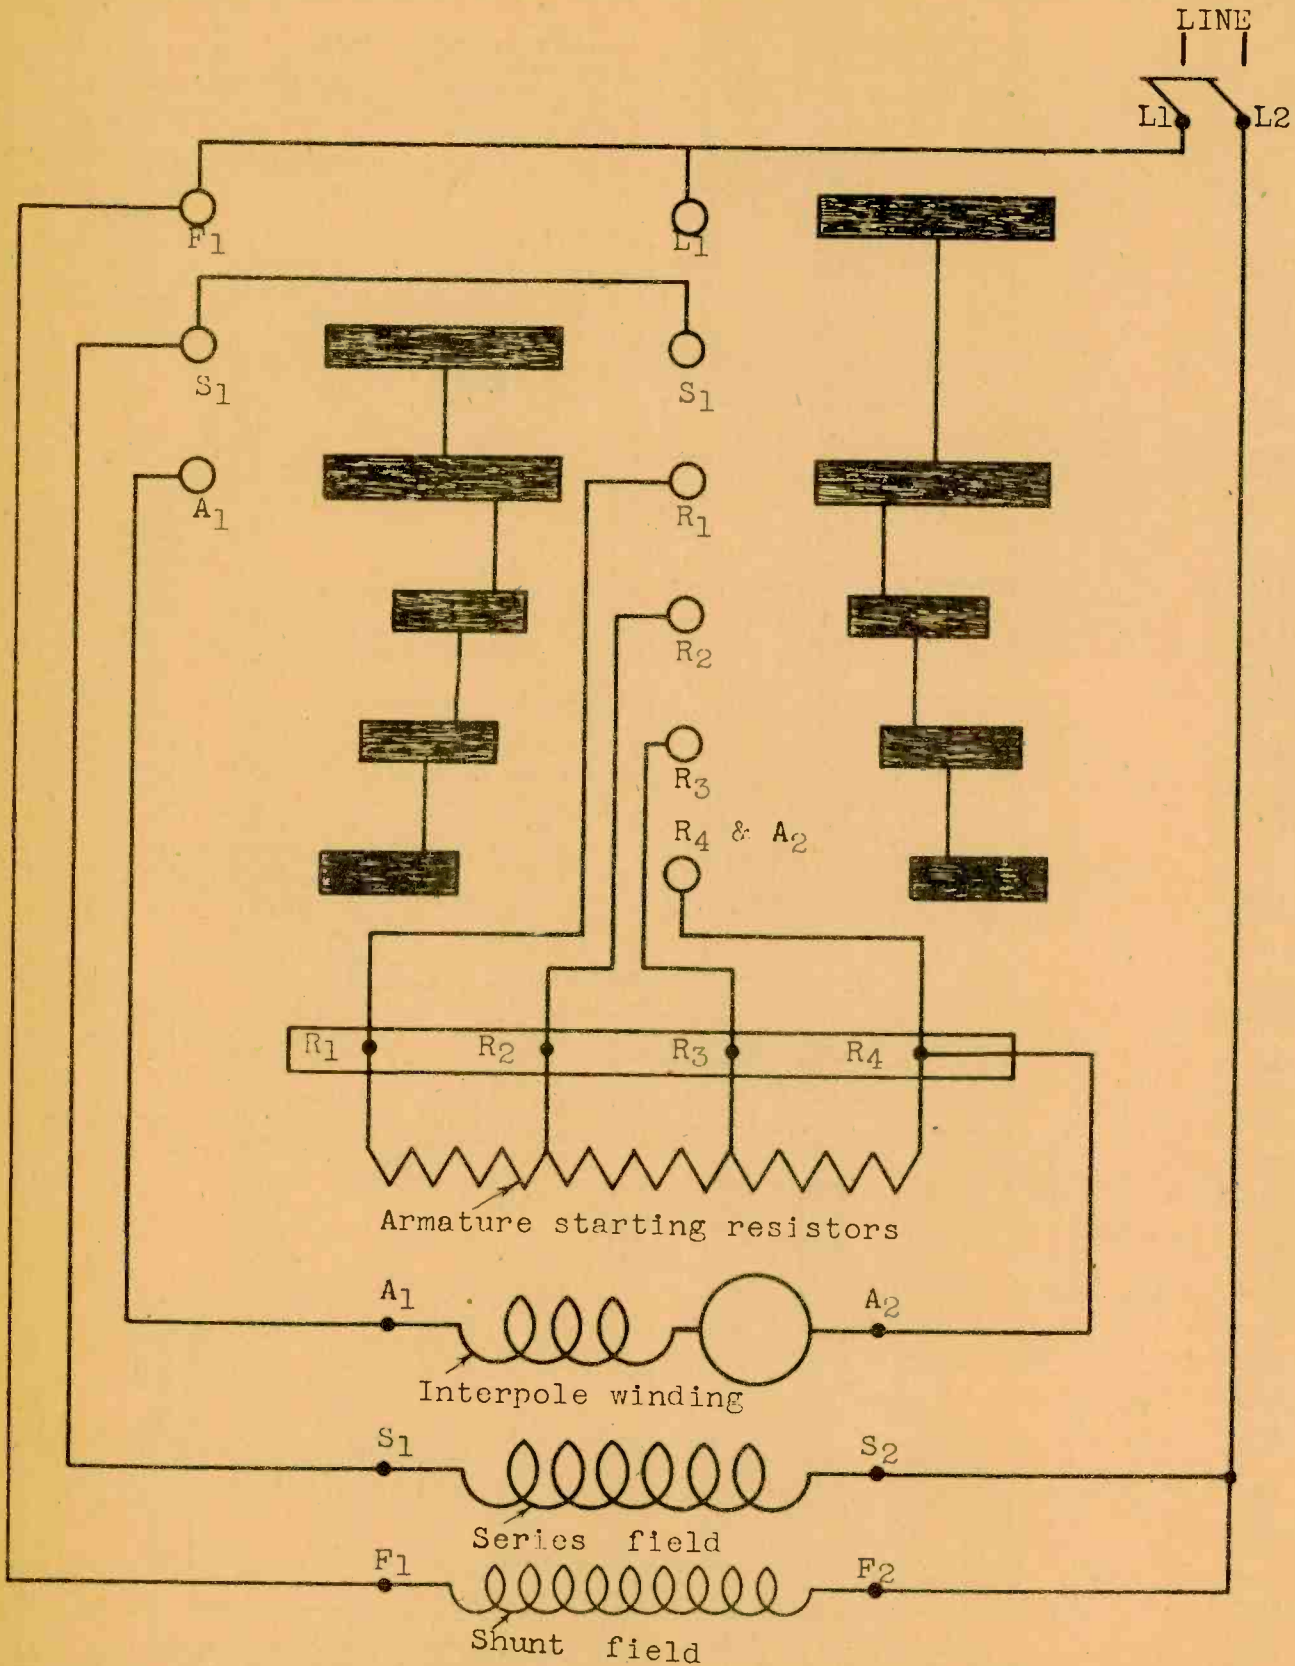 LINE
L1 L2
F1 L1
S1 S1
A1 R1
R2
R3
R4 & A2
R1 R2 R3 R4
Armature starting resistors
A1 A2
Interpole winding
S1 S2
Series field
F1 F2
Shunt field